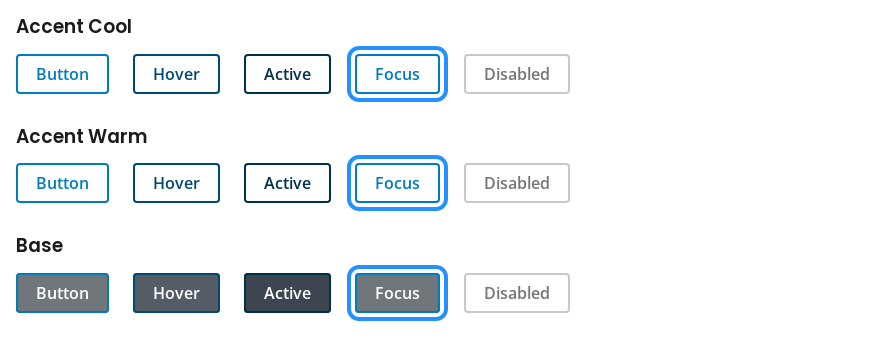 Accent Cool
Button Hover Active Focus Disabled
Accent Warm
Button Hover Active Focus Disabled
Base
Button Hover Active Focus Disabled